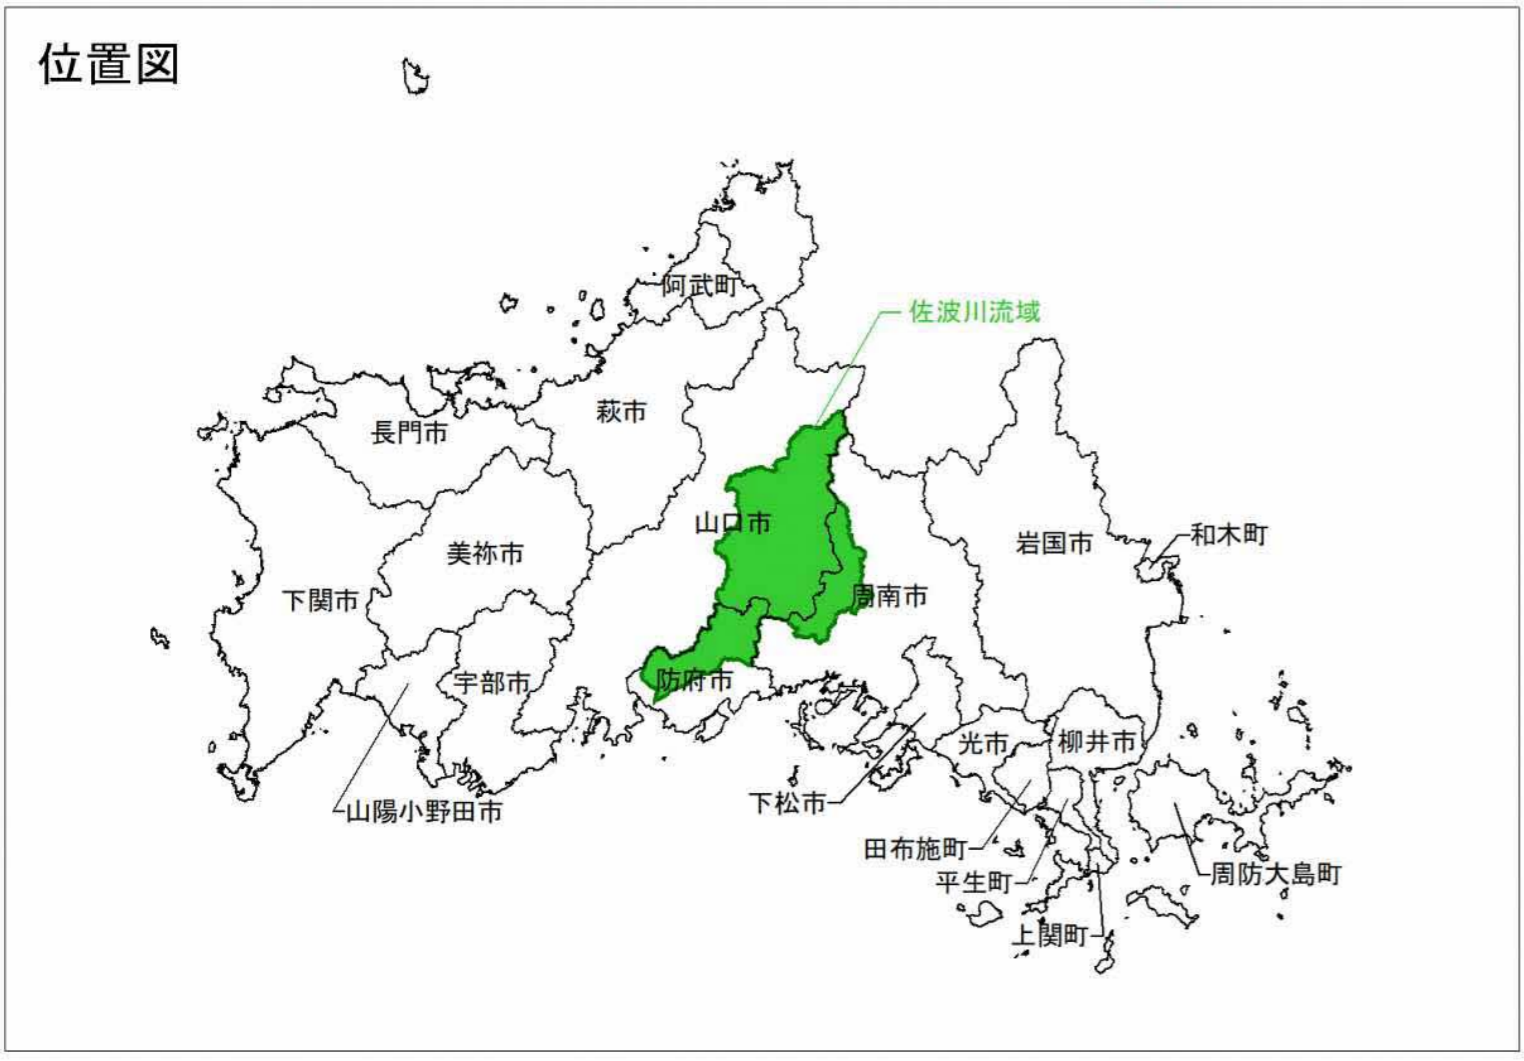 位置図
阿武町
佐波川流域
萩市
長門市
山口市
和木町
岩国市
美祢市
下関市
周南市
防府市
宇部市
光市
柳井市
下松市
山陽小野田市
田布施町
周防大島町
平生町
上関町